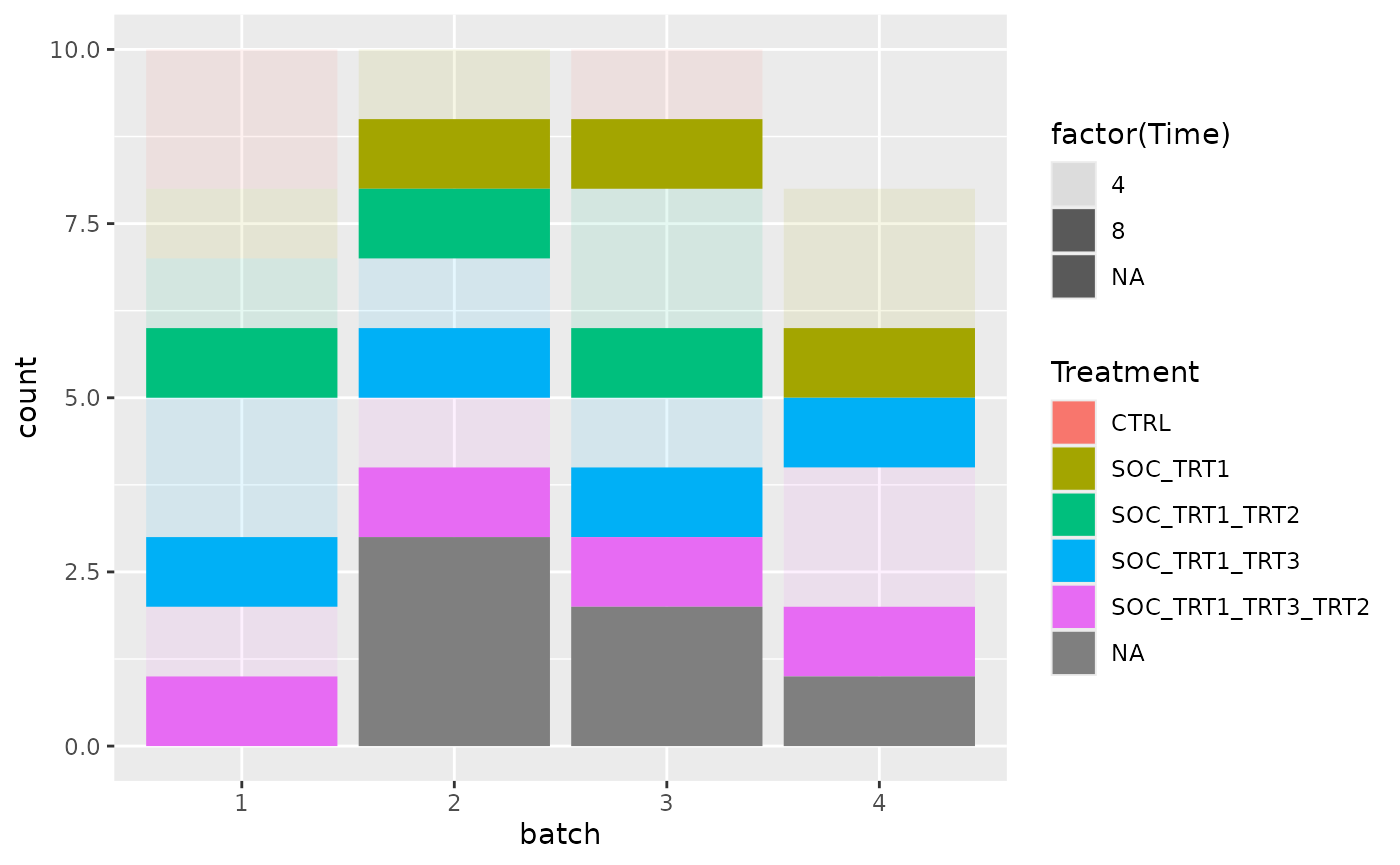 10.0
7.5
5.0
2.5
0.0
count
1 2 3 4
batch
factor(Time)
4
8
NA
Treatment
CTRL
SOC_TRT1
SOC_TRT1_TRT2
SOC_TRT1_TRT3
SOC_TRT1_TRT3_TRT2
NA